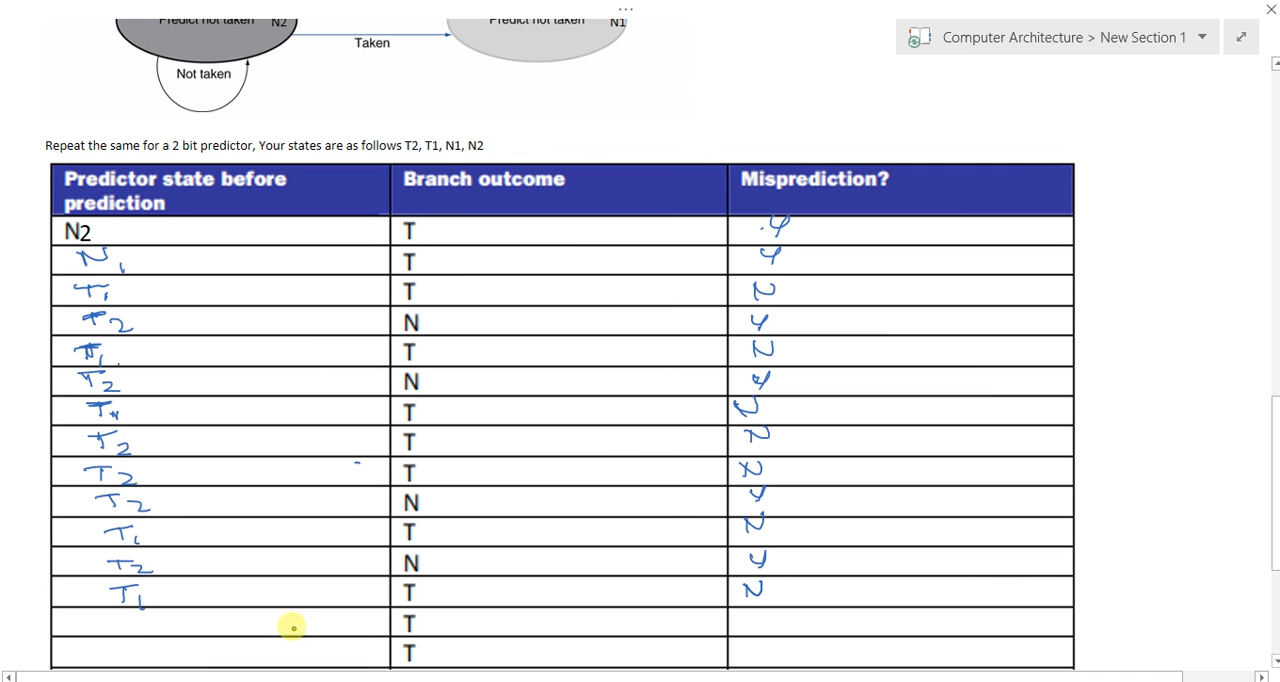 Computer Architecture > New Section 1
Predict not taken N2
Predict not taken N1
Taken
Not taken
Repeat the same for a 2 bit predictor, Your states are as follows T2, T1, N1, N2
Predictor state before prediction Branch outcome Misprediction?
N2 T Y
N1 T Y
T1 T N
T2 N Y
T1 T N
T2 N Y
T1 T N
T2 T N
T2 T N
T2 N Y
T1 T N
T2 N Y
T1 T N
T
T